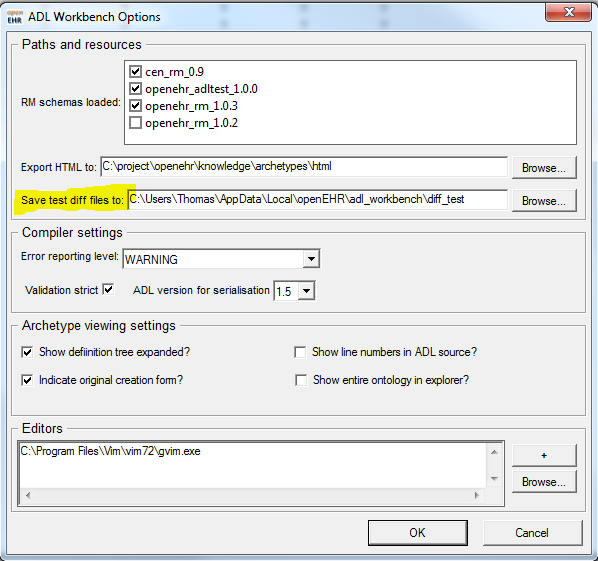 open
EHR
ADL Workbench Options
Paths and resources
RM schemas loaded:
cen_rm_0.9
openehr_adltest_1.0.0
openehr_rm_1.0.3
openehr_rm_1.0.2
Export HTML to: C:\project\openehr\knowledge\archetypes\html Browse...
Save test diff files to: C:\Users\Thomas\AppData\Local\openEHR\adl_workbench\diff_test Browse...
Compiler settings
Error reporting level: WARNING
Validation strict ADL version for serialisation 1.5
Archetype viewing settings
Show defiinition tree expanded? Show line numbers in ADL source?
Indicate original creation form? Show entire ontology in explorer?
Editors
C:\Program Files\Vim\vim72\gvim.exe
+
Browse...
OK Cancel